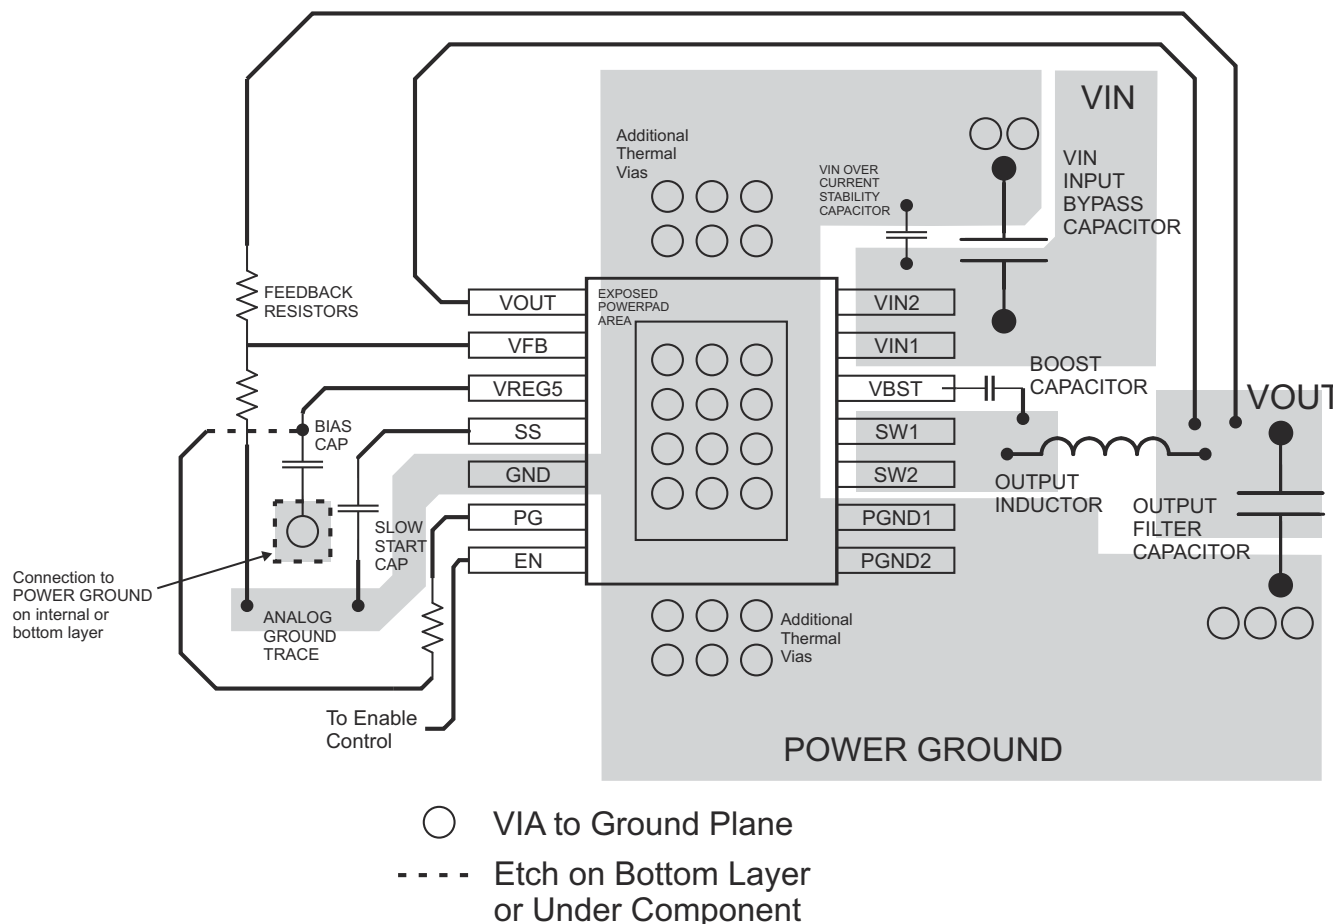 VIN
Additional
Thermal
Vias
VIN OVER
CURRENT
STABILITY
CAPACITOR
VIN
INPUT
BYPASS
CAPACITOR
FEEDBACK
RESISTORS
EXPOSED
POWERPAD
AREA
VOUT
VFB
VREG5
SS
GND
PG
EN
VIN2
VIN1
VBST
SW1
SW2
PGND1
PGND2
BOOST
CAPACITOR
VOUT
BIAS
CAP
OUTPUT
INDUCTOR
OUTPUT
FILTER
CAPACITOR
SLOW
START
CAP
Connection to
POWER GROUND
on internal or
bottom layer
ANALOG
GROUND
TRACE
Additional
Thermal
Vias
To Enable
Control
POWER GROUND
VIA to Ground Plane
Etch on Bottom Layer
or Under Component